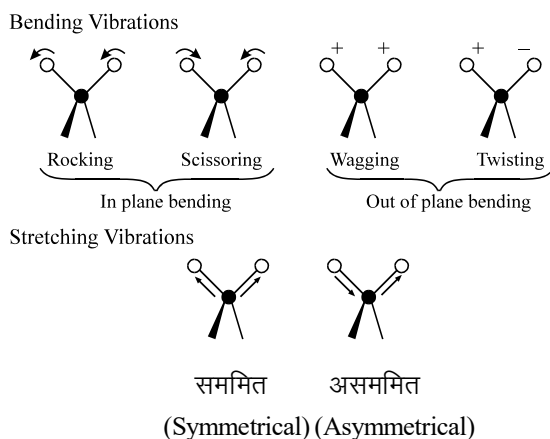 Bending Vibrations
+ + + −
Rocking Scissoring Wagging Twisting
In plane bending Out of plane bending
Stretching Vibrations
सममित असममित
(Symmetrical) (Asymmetrical)